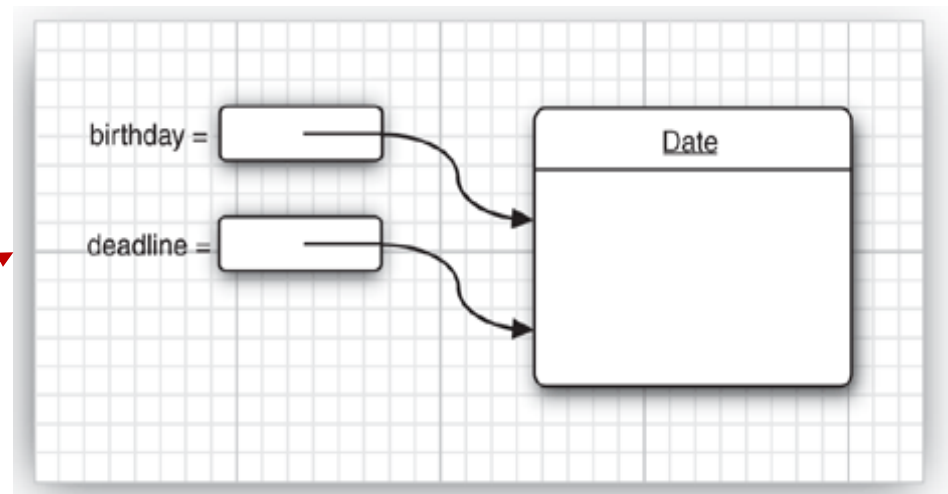 birthday =
Date
deadline =